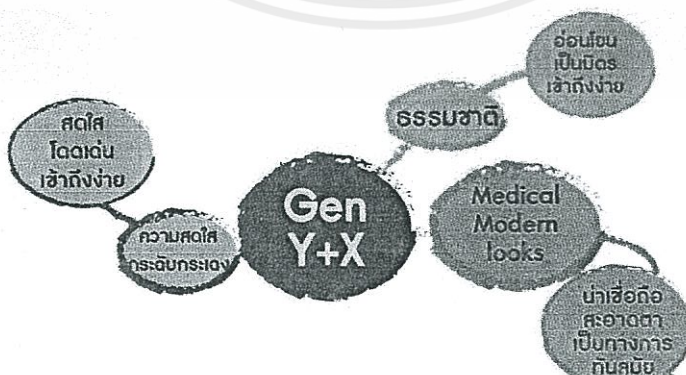 อ่อนโยน
เป็นมิตร
เข้าถึงง่าย
ธรรมชาติ
สดใส
โดดเด่น
เข้าถึงง่าย
ความสดใส
กระฉับกระเฉง
Gen
Y+X
Medical
Modern
looks
น่าเชื่อถือ
สะอาดตา
เป็นทางการ
ทันสมัย